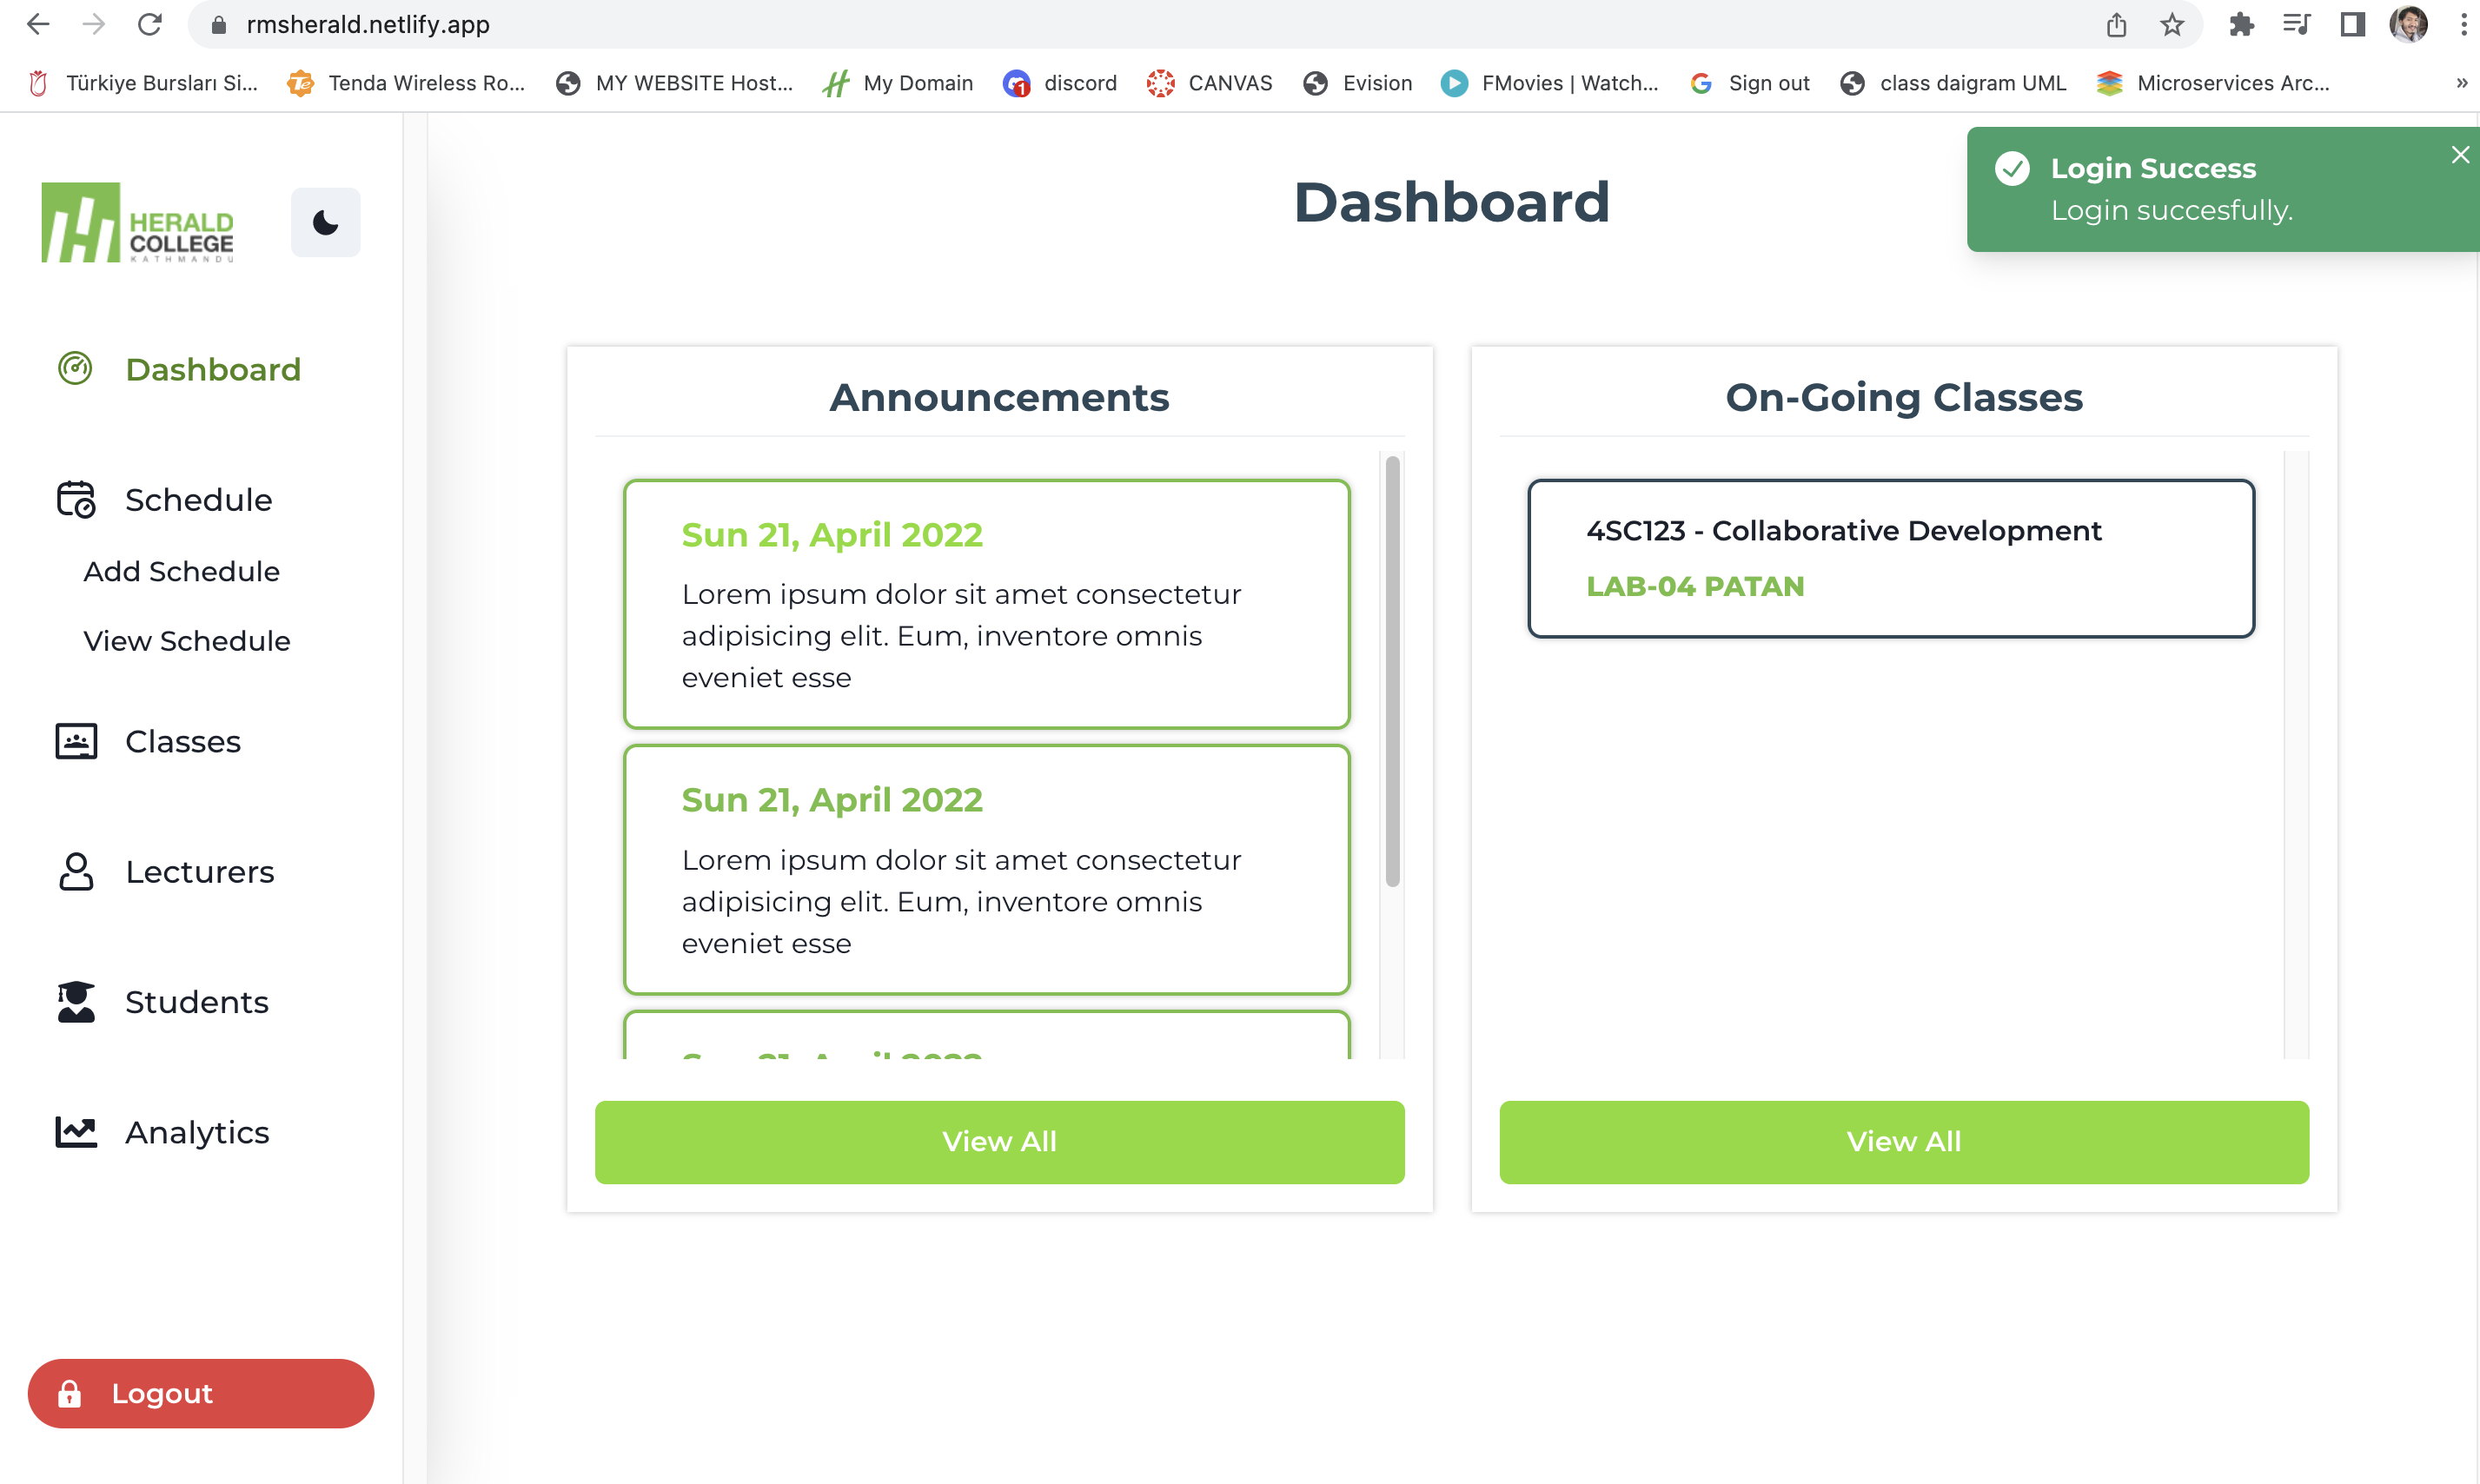 rmsherald.netlify.app
Türkiye Bursları Si... Tenda Wireless Ro... MY WEBSITE Host... My Domain discord CANVAS Evision FMovies | Watch... Sign out class daigram UML Microservices Arc... »
HERALD
COLLEGE
KATHMANDU
Dashboard
Schedule
Add Schedule
View Schedule
Classes
Lecturers
Students
Analytics
Logout
Dashboard
Login Success
Login succesfully.
Announcements
Sun 21, April 2022
Lorem ipsum dolor sit amet consectetur
adipisicing elit. Eum, inventore omnis
eveniet esse
Sun 21, April 2022
Lorem ipsum dolor sit amet consectetur
adipisicing elit. Eum, inventore omnis
eveniet esse
Sun 21, April 2022
View All
On-Going Classes
4SC123 - Collaborative Development
LAB-04 PATAN
View All